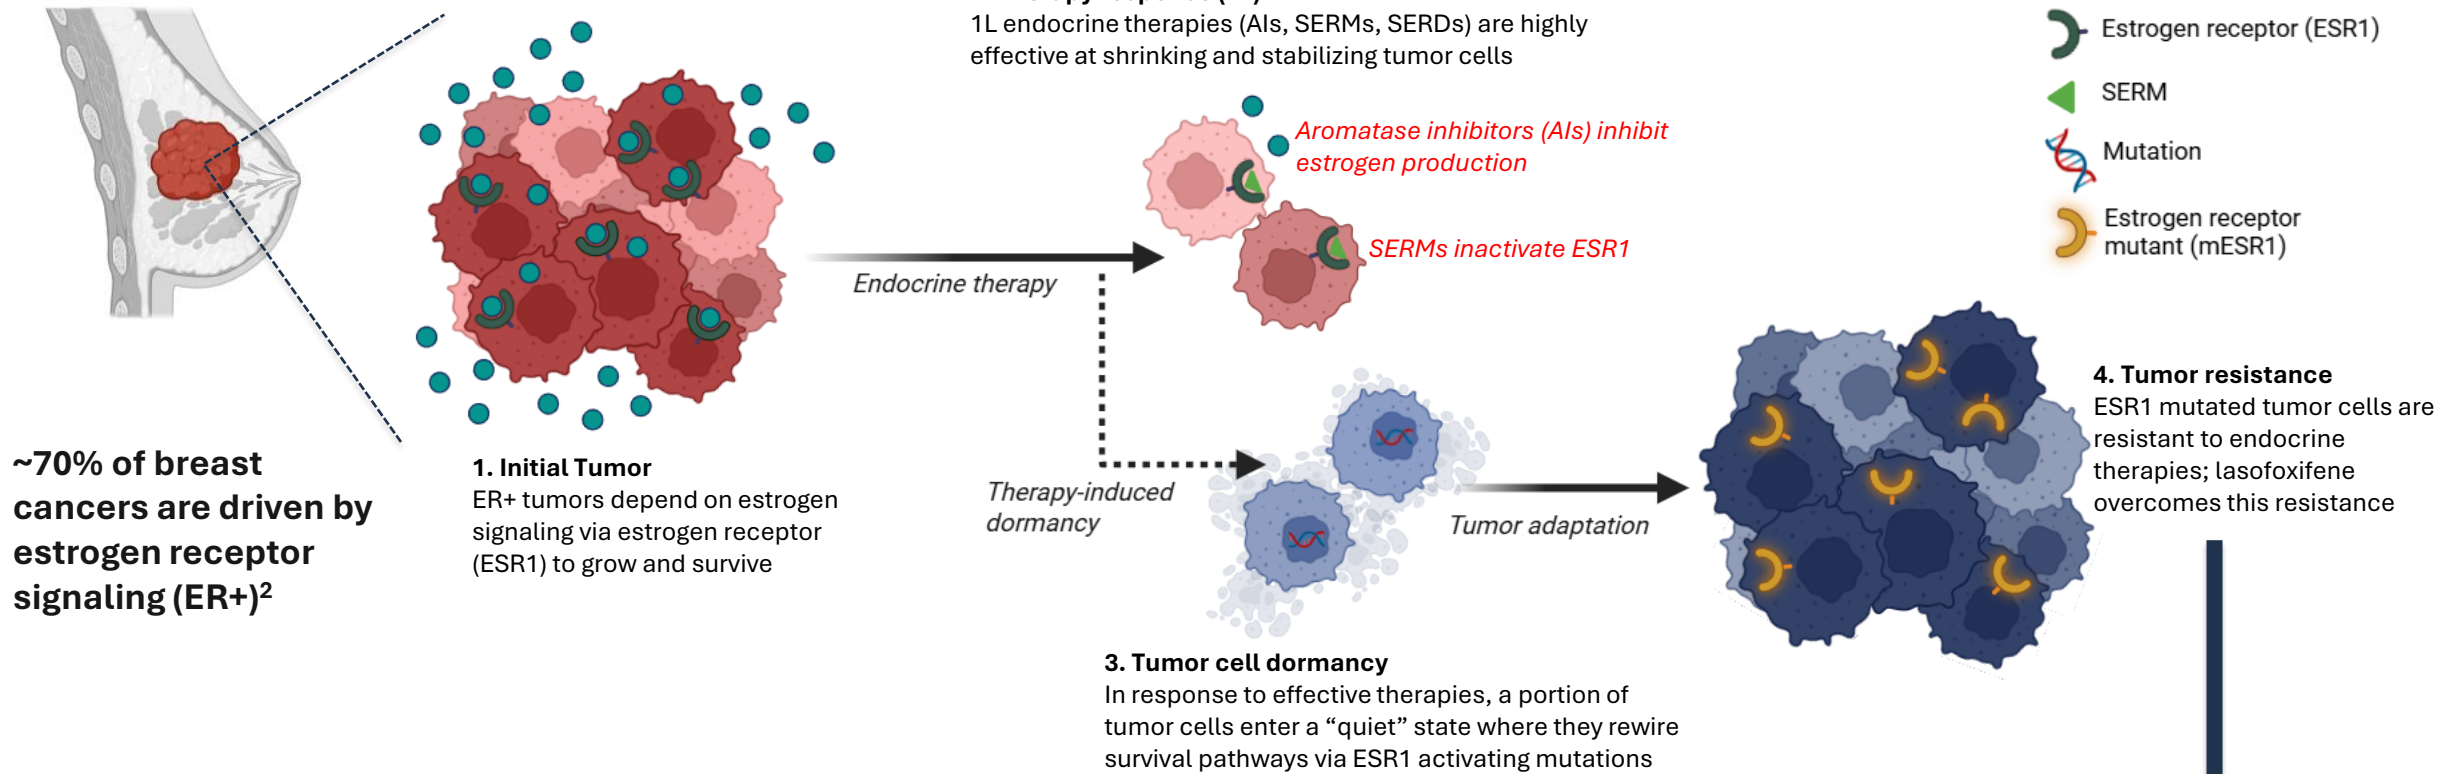 1L endocrine therapies (AIs, SERMs, SERDs) are highly
effective at shrinking and stabilizing tumor cells
Estrogen receptor (ESR1)
SERM
Mutation
Estrogen receptor
mutant (mESR1)
Aromatase inhibitors (AIs) inhibit
estrogen production
SERMs inactivate ESR1
Endocrine therapy
~70% of breast
cancers are driven by
estrogen receptor
signaling (ER+)²
1. Initial Tumor
ER+ tumors depend on estrogen
signaling via estrogen receptor
(ESR1) to grow and survive
Therapy-induced
dormancy
Tumor adaptation
3. Tumor cell dormancy
In response to effective therapies, a portion of
tumor cells enter a “quiet” state where they rewire
survival pathways via ESR1 activating mutations
4. Tumor resistance
ESR1 mutated tumor cells are
resistant to endocrine
therapies; lasofoxifene
overcomes this resistance